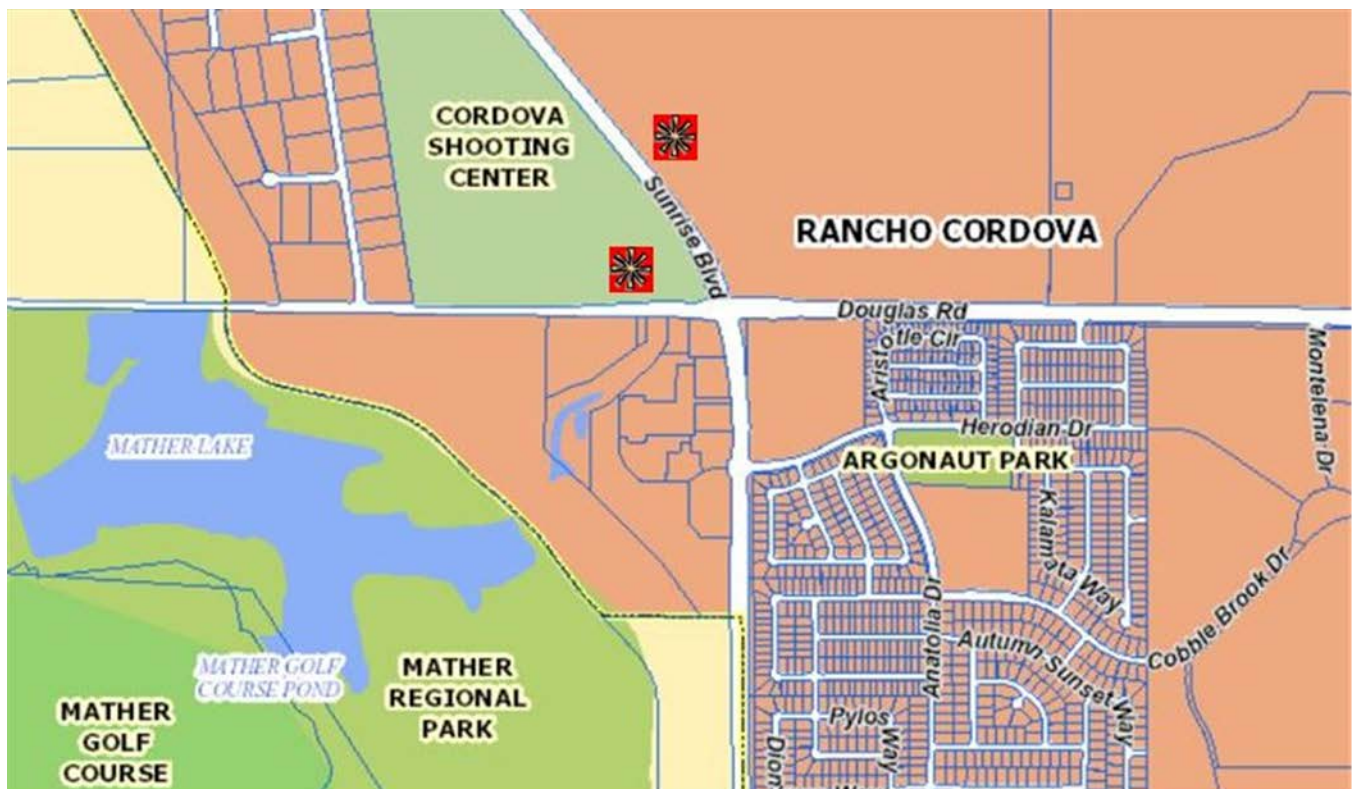 CORDOVA
SHOOTING
CENTER
Sunrise Blvd
RANCHO CORDOVA
Douglas Rd
Aristotle Cir
Montelena Dr
Herodian Dr
MATHER LAKE
ARGONAUT PARK
Kalamata Way
Cobble Brook Dr
Anatolia Dr
Autumn Sunset Way
MATHER GOLF
COURSE POND
MATHER
REGIONAL
PARK
MATHER
GOLF
COURSE
Pylos
Way
Dion